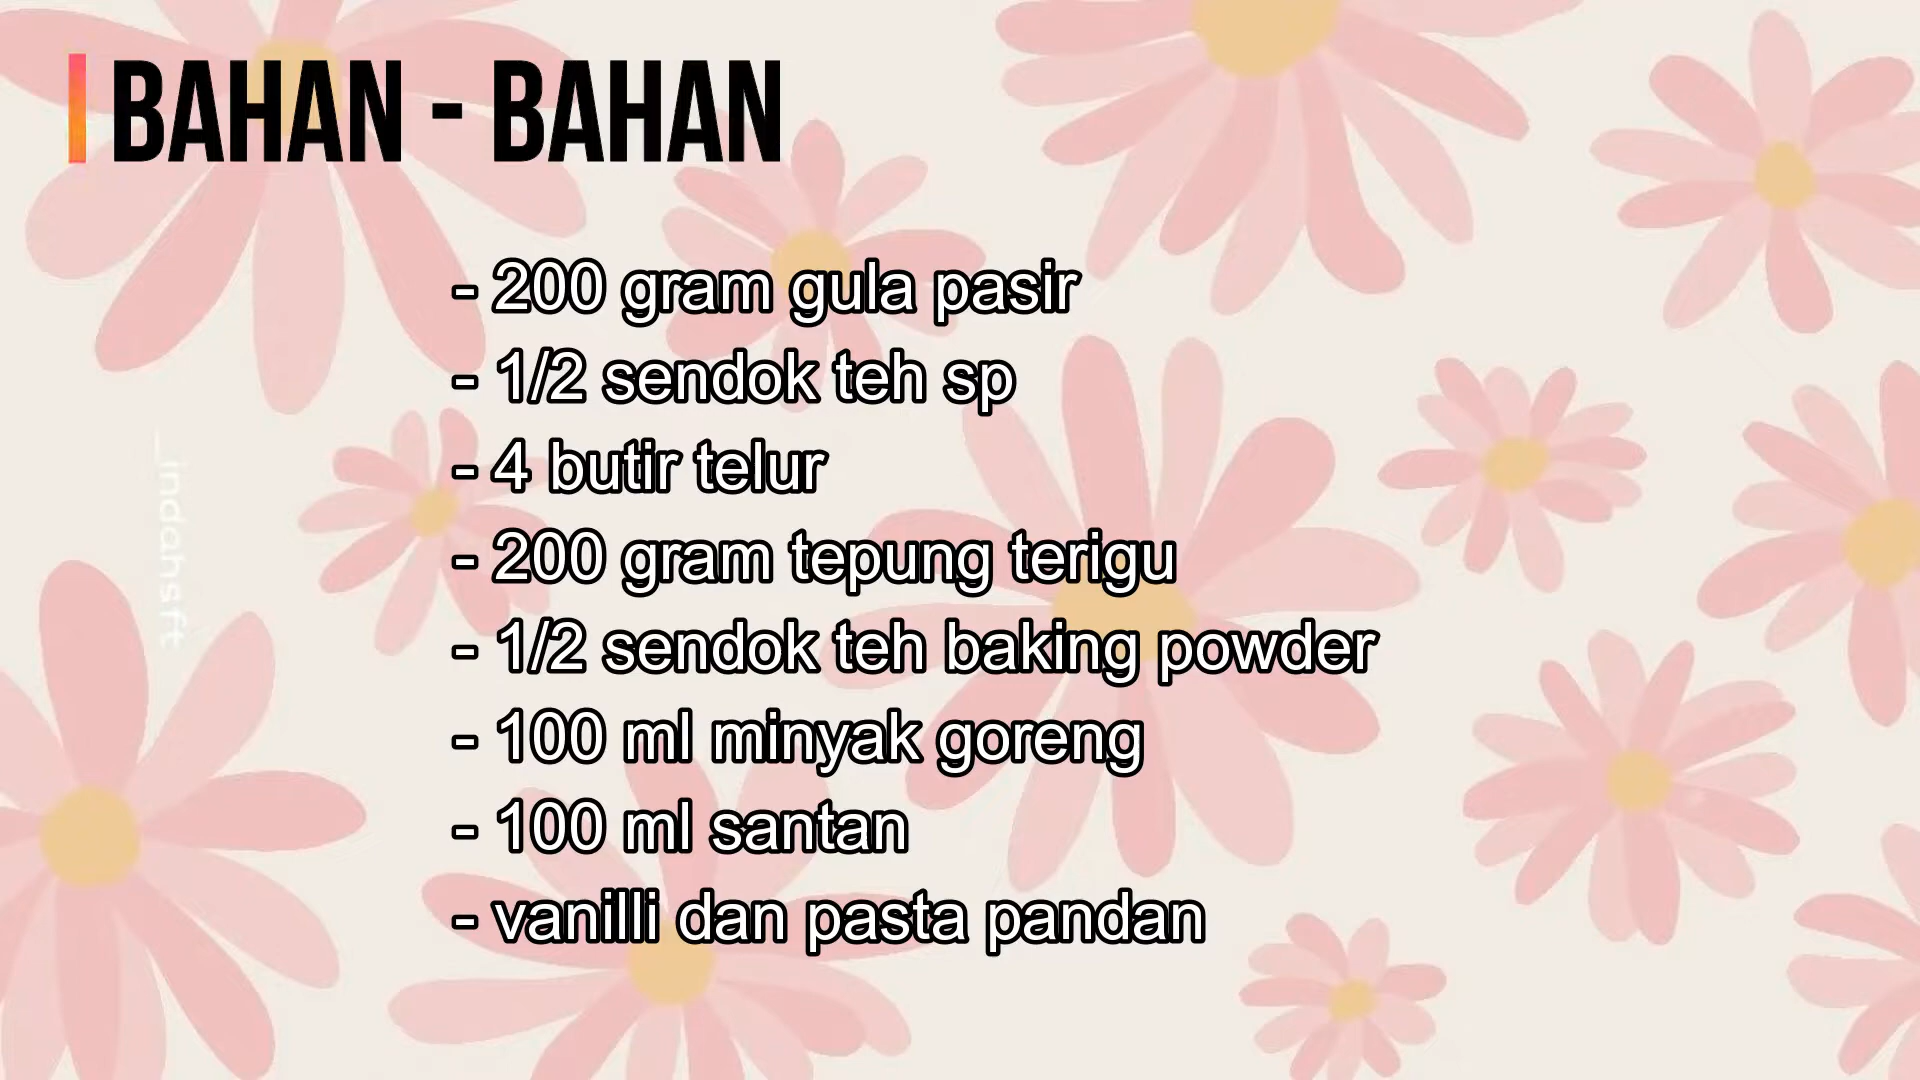 BAHAN - BAHAN
- 200 gram gula pasir
- 1/2 sendok teh sp
- 4 butir telur
- 200 gram tepung terigu
- 1/2 sendok teh baking powder
- 100 ml minyak goreng
- 100 ml santan
- vanilli dan pasta pandan
_indahsft